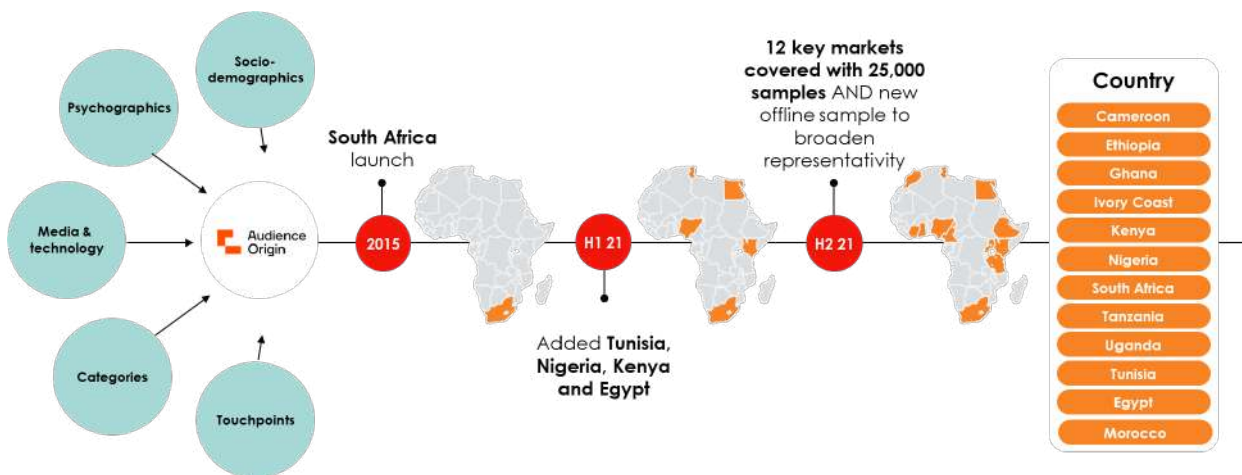 Socio-
demographics
Psychographics
Media &
technology
Categories
Touchpoints
Audience
Origin
South Africa
launch
2015
H1 21
Added Tunisia,
Nigeria, Kenya
and Egypt
12 key markets
covered with 25,000
samples AND new
offline sample to
broaden
representativity
H2 21
Country
Cameroon
Ethiopia
Ghana
Ivory Coast
Kenya
Nigeria
South Africa
Tanzania
Uganda
Tunisia
Egypt
Morocco